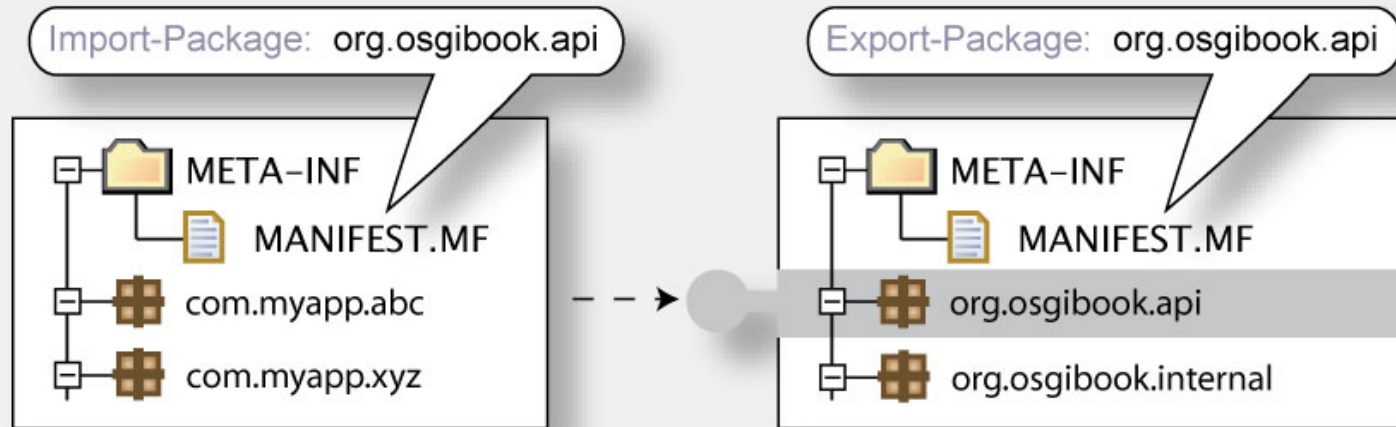 Import-Package: org.osgibook.api
META-INF
MANIFEST.MF
com.myapp.abc
com.myapp.xyz
Export-Package: org.osgibook.api
META-INF
MANIFEST.MF
org.osgibook.api
org.osgibook.internal